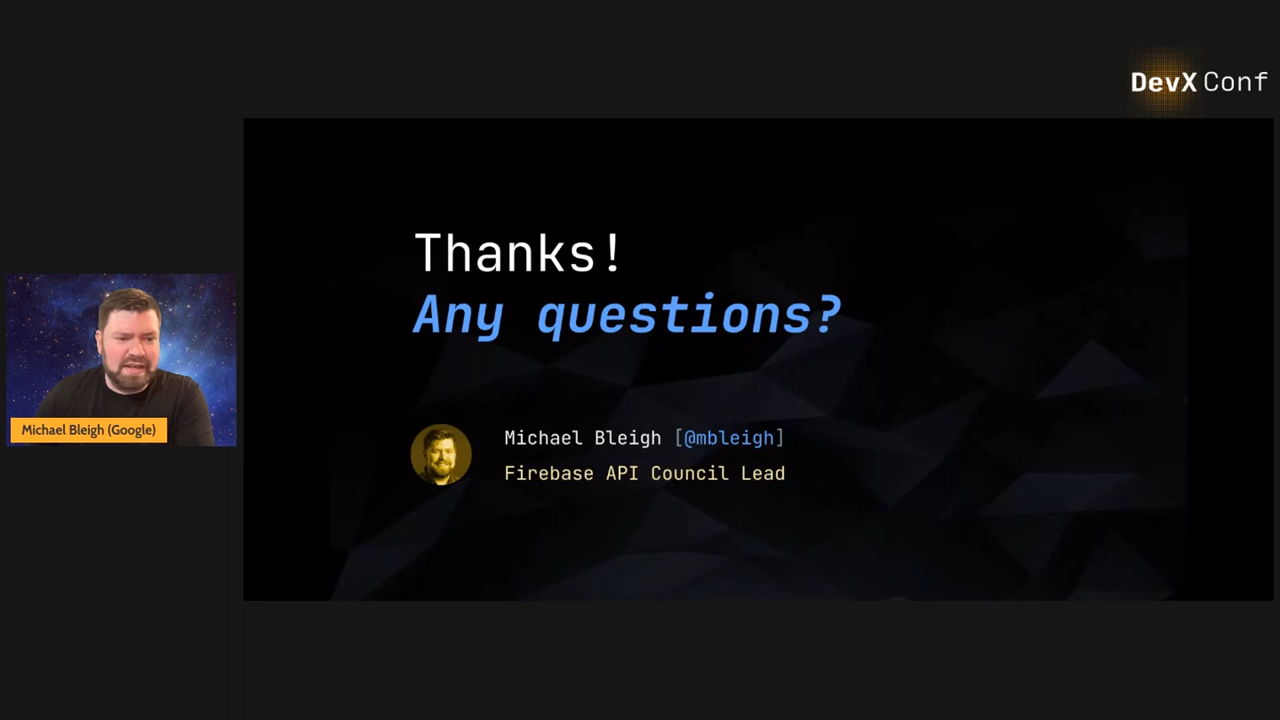 DevX Conf
Thanks!
Any questions?
Michael Bleigh [@mbleigh]
Firebase API Council Lead
Michael Bleigh (Google)